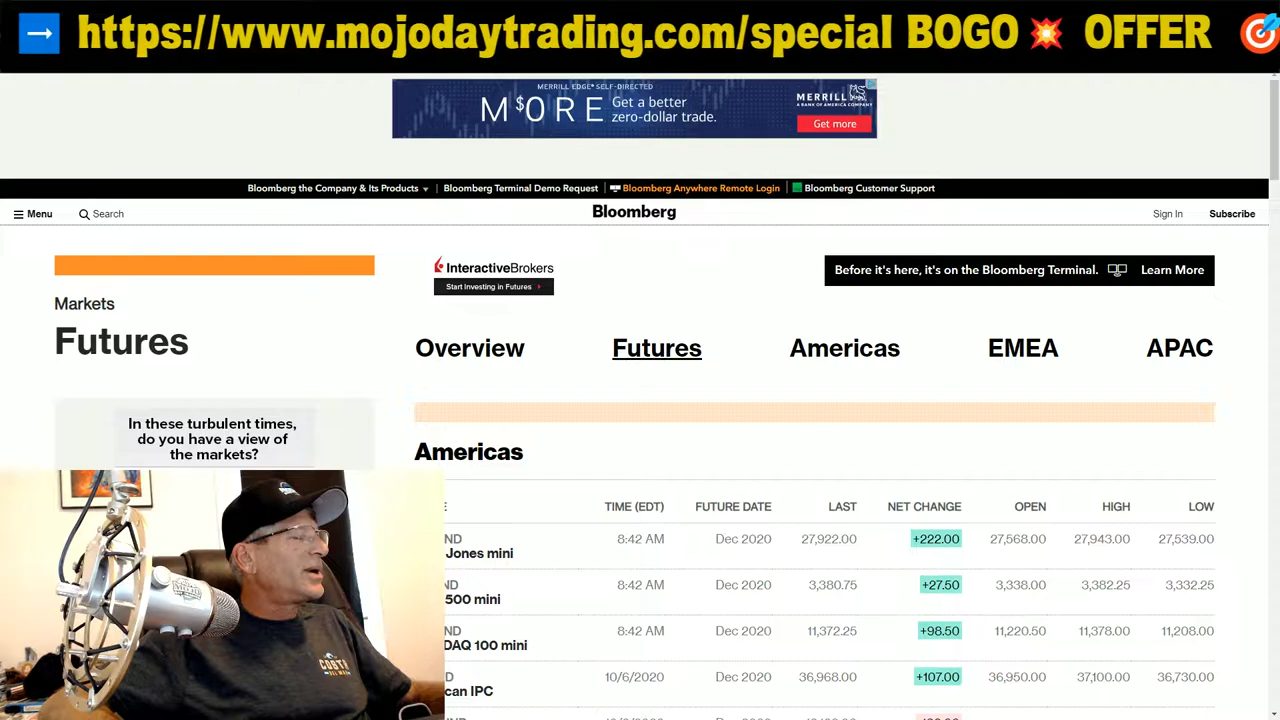 https://www.mojodaytrading.com/special BOGO OFFER
MERRILL EDGE® SELF-DIRECTED
M$ORE
Get a better
zero-dollar trade.
MERRILL
A BANK OF AMERICA COMPANY
Get more
Bloomberg the Company & Its Products
Bloomberg Terminal Demo Request
Bloomberg Anywhere Remote Login
Bloomberg Customer Support
Menu
Search
Bloomberg
Sign In
Subscribe
InteractiveBrokers
Start Investing in Futures
Before it's here, it's on the Bloomberg Terminal. Learn More
Markets
Futures
Overview Futures Americas EMEA APAC
In these turbulent times,
do you have a view of
the markets?
Americas
TIME (EDT) FUTURE DATE LAST NET CHANGE OPEN HIGH LOW
ND 8:42 AM Dec 2020 27,922.00 +222.00 27,568.00 27,943.00 27,539.00
Jones mini
ND 8:42 AM Dec 2020 3,380.75 +27.50 3,338.00 3,382.25 3,332.25
500 mini
ND 8:42 AM Dec 2020 11,372.25 +98.50 11,220.50 11,378.00 11,208.00
DAQ 100 mini
D 10/6/2020 Dec 2020 36,968.00 +107.00 36,950.00 37,100.00 36,730.00
can IPC
COSTA